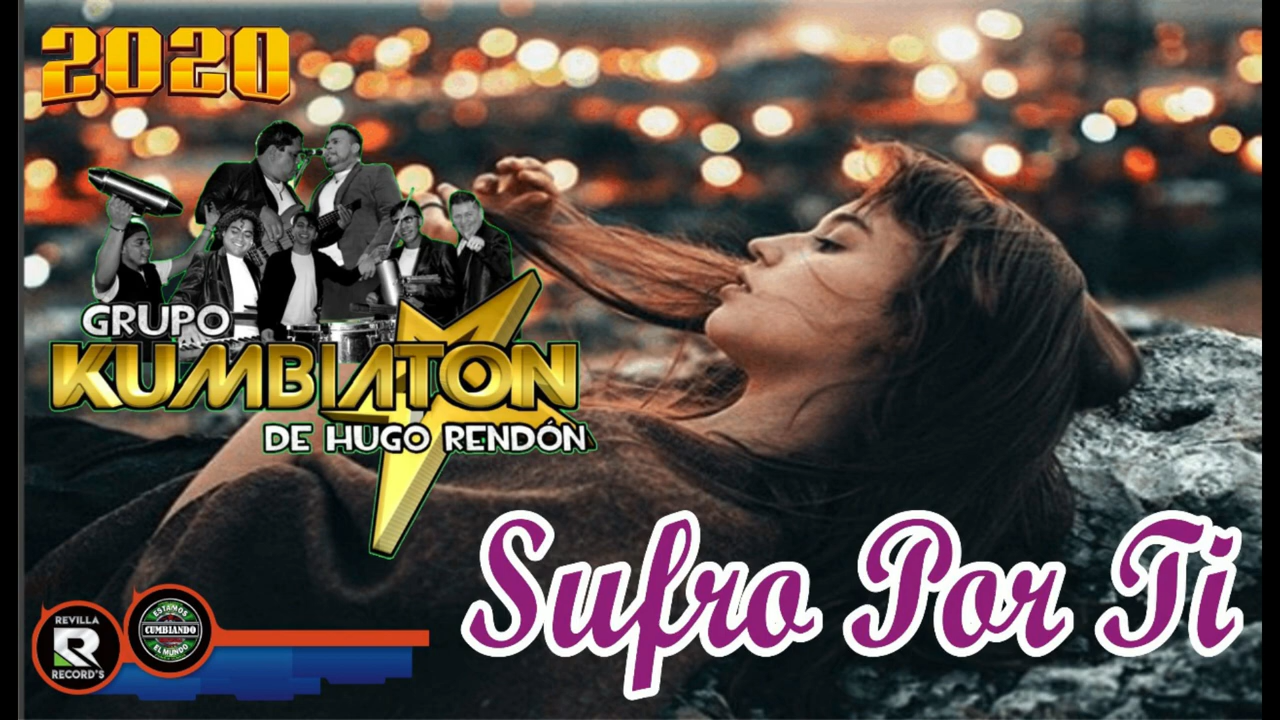 2020
GRUPO
KUMBIATON
DE HUGO RENDÓN
Sufro Por Ti
REVILLA
R
RECORD'S
ESTAMOS
CUMBIANDO
EL MUNDO